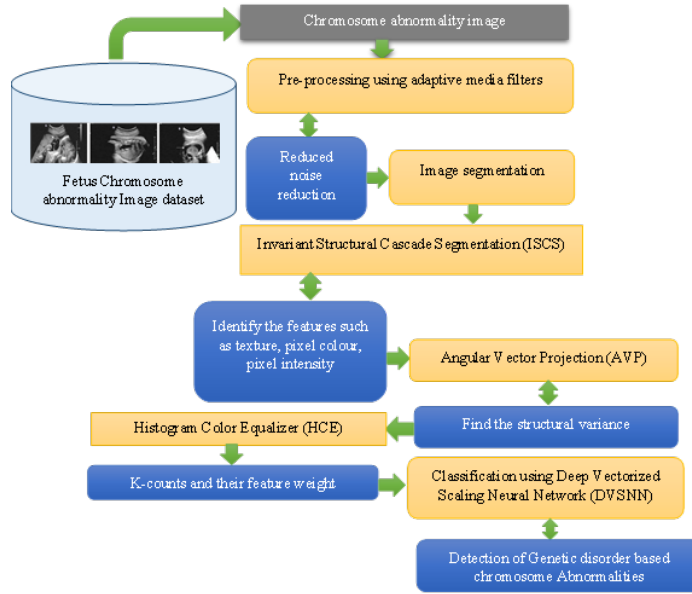 Chromosome abnormality image
Pre-processing using adaptive media filters
Fetus Chromosome
abnormality Image dataset
Reduced
noise
reduction
Image segmentation
Invariant Structural Cascade Segmentation (ISCS)
Identify the features such
as texture, pixel colour,
pixel intensity
Angular Vector Projection (AVP)
Find the structural variance
Histogram Color Equalizer (HCE)
K-counts and their feature weight
Classification using Deep Vectorized
Scaling Neural Network (DVSNN)
Detection of Genetic disorder based
chromosome Abnormalities